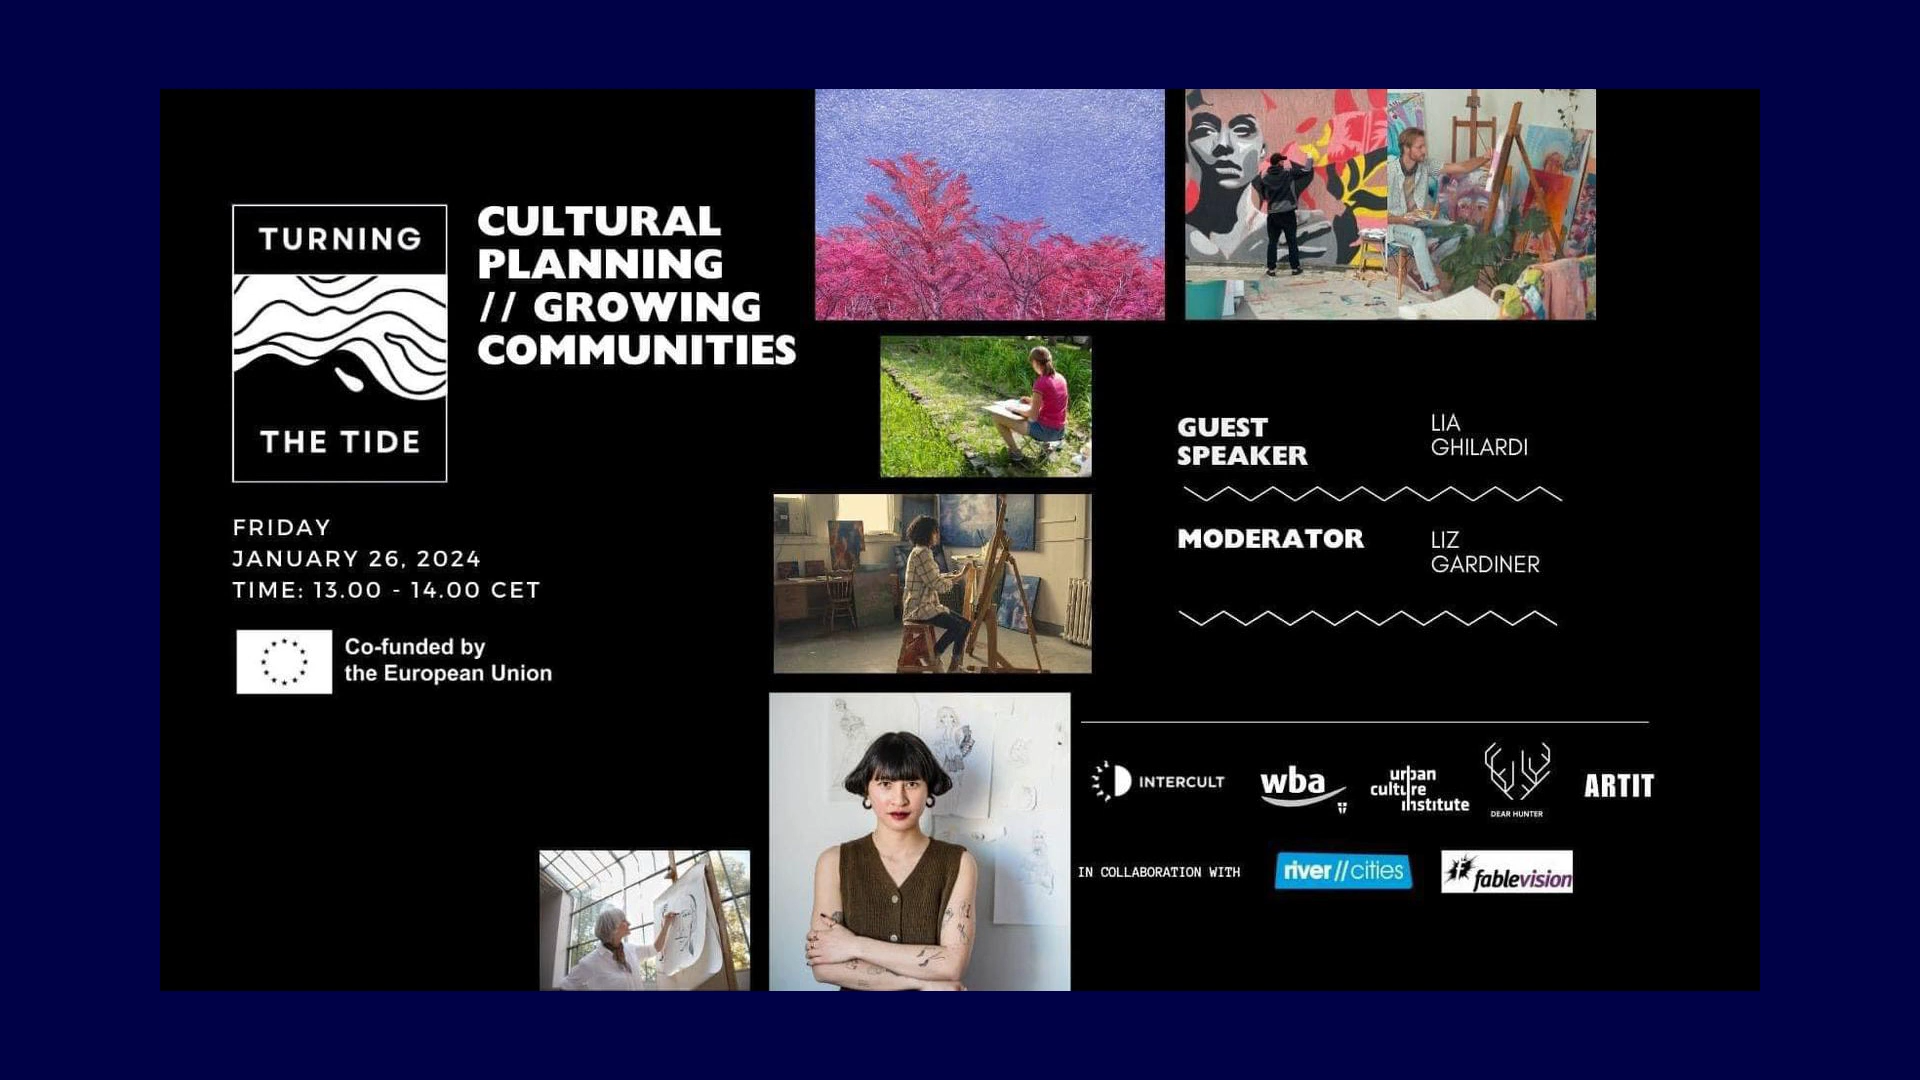 TURNING
THE TIDE
CULTURAL
PLANNING
// GROWING
COMMUNITIES
FRIDAY
JANUARY 26, 2024
TIME: 13.00 - 14.00 CET
Co-funded by
the European Union
GUEST
SPEAKER
LIA
GHILARDI
MODERATOR
LIZ
GARDINER
INTERCULT
wba
urban
culture
institute
DEAR HUNTER
ARTIT
IN COLLABORATION WITH
river//cities
fablevision